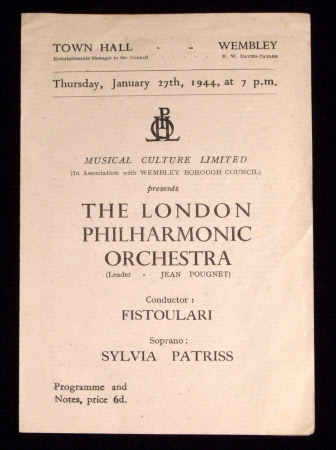 TOWN HALL - - WEMBLEY
Entertainments Manager to the Council R. W. DAVIES-TAYLOR
Thursday, January 27th, 1944, at 7 p.m.
LPO
MUSICAL CULTURE LIMITED
(In Association with WEMBLEY BOROUGH COUNCIL)
presents
THE LONDON
PHILHARMONIC
ORCHESTRA
(Leader - JEAN POUGNET)
Conductor :
FISTOULARI
Soprano :
SYLVIA PATRISS
Programme and
Notes, price 6d.